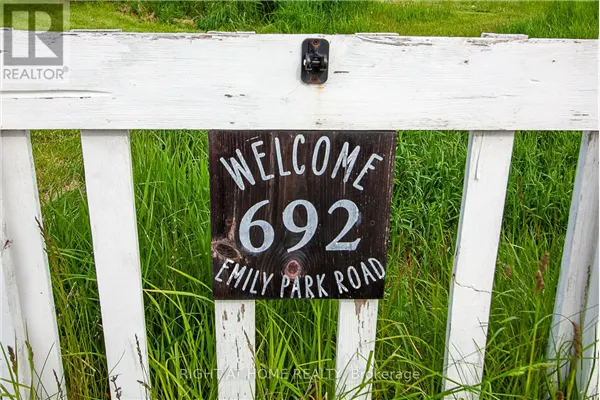 REALTOR®
WELCOME
692
EMILY PARK ROAD
RIGHT AT HOME REALTY, Brokerage